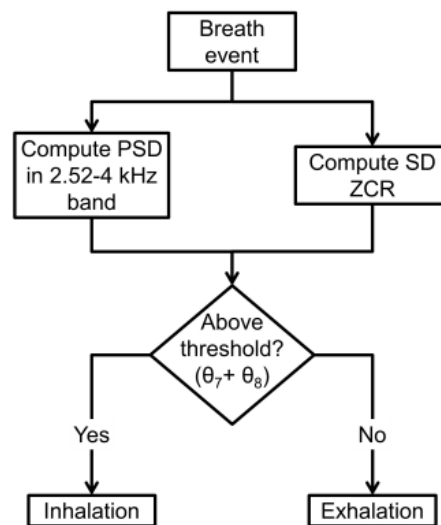 Breath
event
Compute PSD
in 2.52-4 kHz
band
Compute SD
ZCR
Above
threshold?
(θ₇+ θ₈)
Yes
No
Inhalation
Exhalation